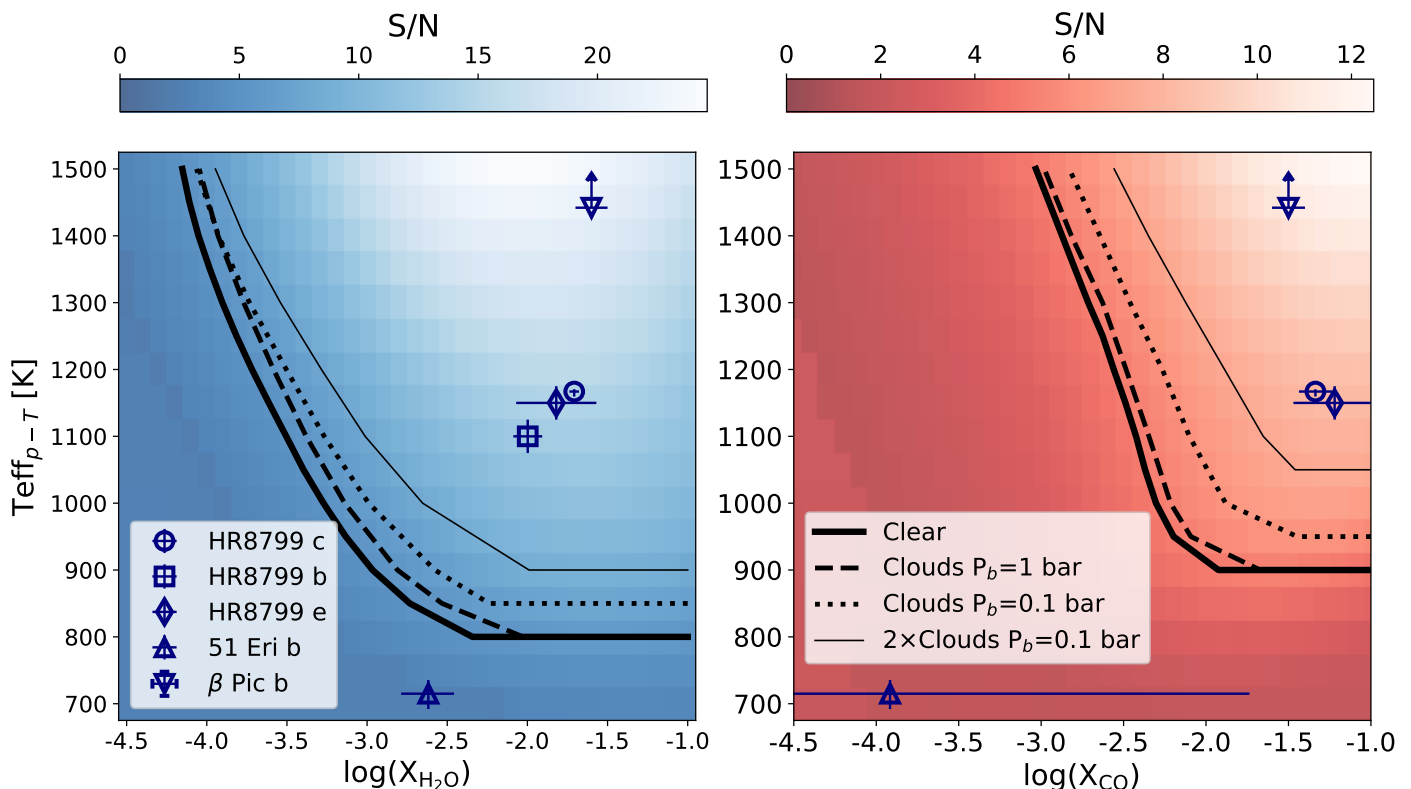 S/N
0 5 10 15 20
S/N
0 2 4 6 8 10 12
Teff_{p−T} [K]
1500
1400
1300
1200
1100
1000
900
800
700
HR8799 c
HR8799 b
HR8799 e
51 Eri b
β Pic b
-4.5 -4.0 -3.5 -3.0 -2.5 -2.0 -1.5 -1.0
log(X_{H₂O})
1500
1400
1300
1200
1100
1000
900
800
700
Clear
Clouds P_b=1 bar
Clouds P_b=0.1 bar
2×Clouds P_b=0.1 bar
-4.5 -4.0 -3.5 -3.0 -2.5 -2.0 -1.5 -1.0
log(X_{CO})